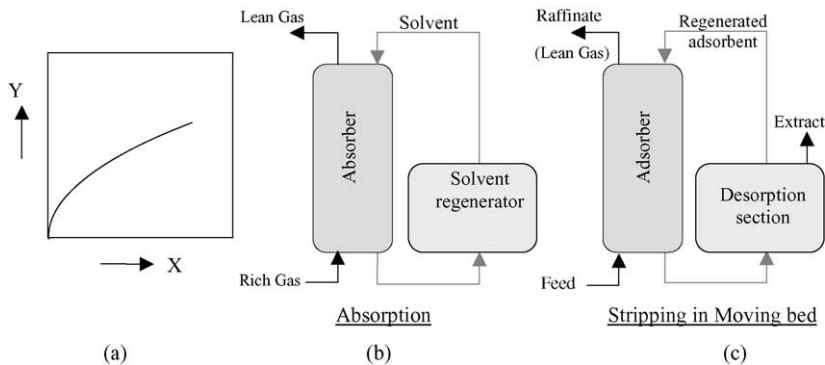 Y
X
(a)
Lean Gas
Solvent
Absorber
Solvent
regenerator
Rich Gas
Absorption
(b)
Raffinate
(Lean Gas)
Regenerated
adsorbent
Extract
Adsorber
Desorption
section
Feed
Stripping in Moving bed
(c)